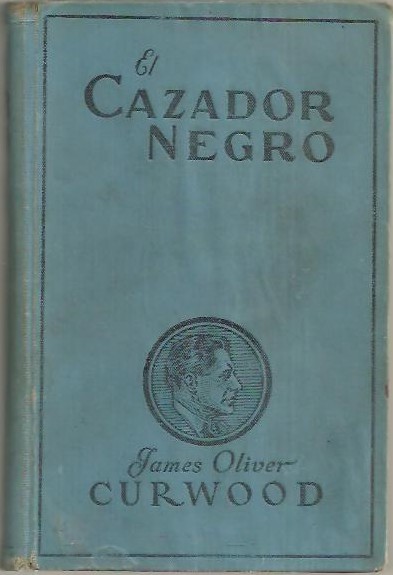 El
CAZADOR
NEGRO
James Oliver
CURWOOD